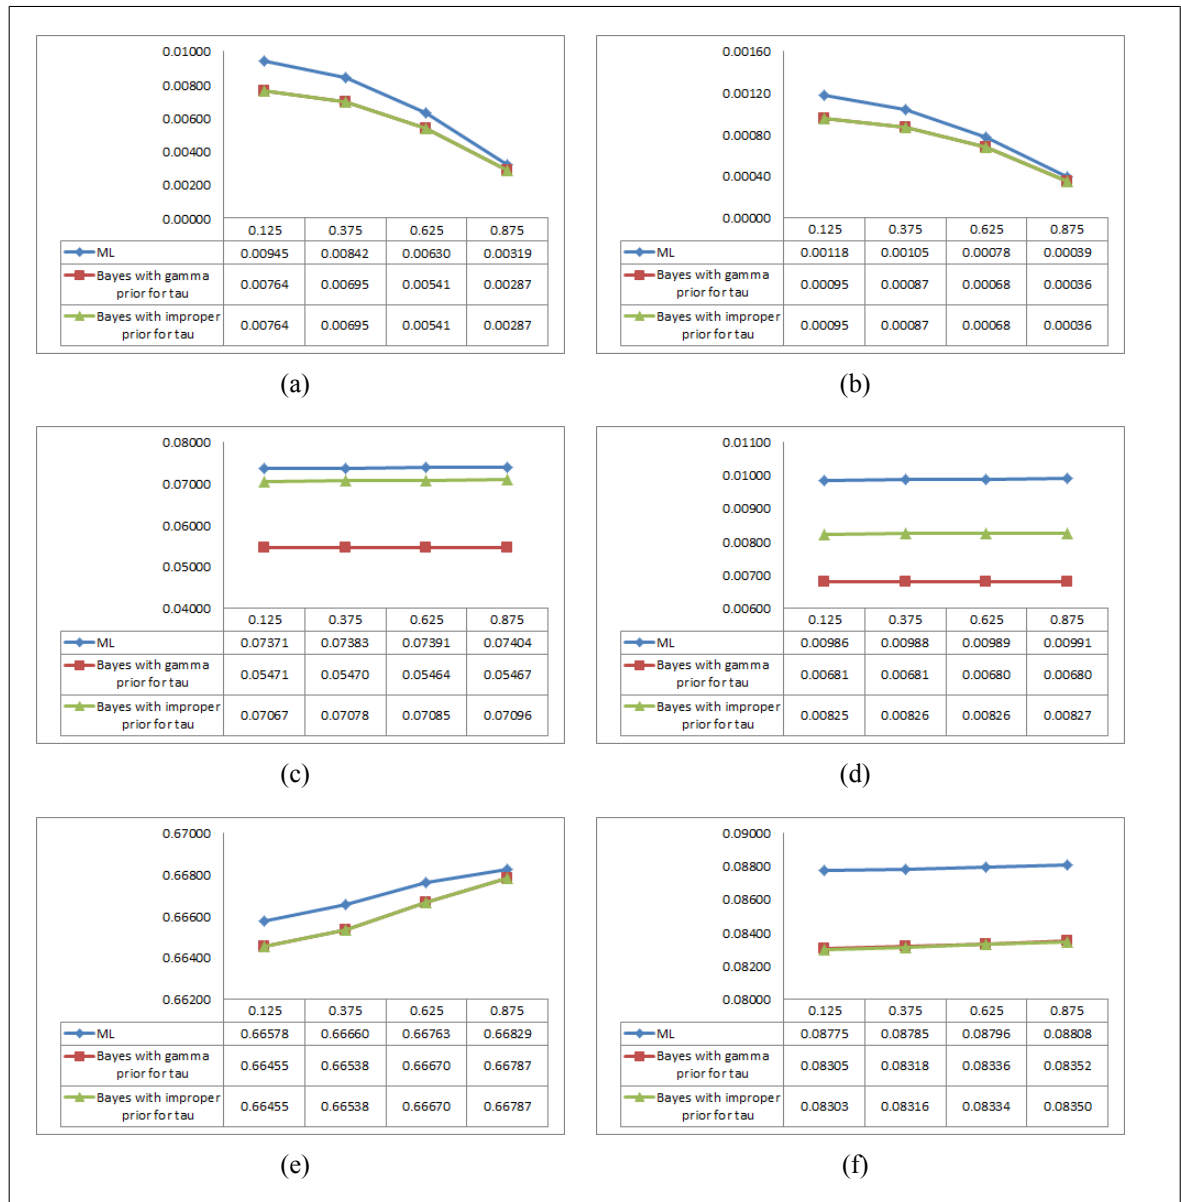 0.01000
0.00800
0.00600
0.00400
0.00200
0.00000
0.125 0.375 0.625 0.875
ML 0.00945 0.00842 0.00630 0.00319
Bayes with gamma
prior for tau 0.00764 0.00695 0.00541 0.00287
Bayes with improper
prior for tau 0.00764 0.00695 0.00541 0.00287
(a)
0.00160
0.00120
0.00080
0.00040
0.00000
0.125 0.375 0.625 0.875
ML 0.00118 0.00105 0.00078 0.00039
Bayes with gamma
prior for tau 0.00095 0.00087 0.00068 0.00036
Bayes with improper
prior for tau 0.00095 0.00087 0.00068 0.00036
(b)
0.08000
0.07000
0.06000
0.05000
0.04000
0.125 0.375 0.625 0.875
ML 0.07371 0.07383 0.07391 0.07404
Bayes with gamma
prior for tau 0.05471 0.05470 0.05464 0.05467
Bayes with improper
prior for tau 0.07067 0.07078 0.07085 0.07096
(c)
0.01100
0.01000
0.00900
0.00800
0.00700
0.00600
0.125 0.375 0.625 0.875
ML 0.00986 0.00988 0.00989 0.00991
Bayes with gamma
prior for tau 0.00681 0.00681 0.00680 0.00680
Bayes with improper
prior for tau 0.00825 0.00826 0.00826 0.00827
(d)
0.67000
0.66800
0.66600
0.66400
0.66200
0.125 0.375 0.625 0.875
ML 0.66578 0.66660 0.66763 0.66829
Bayes with gamma
prior for tau 0.66455 0.66538 0.66670 0.66787
Bayes with improper
prior for tau 0.66455 0.66538 0.66670 0.66787
(e)
0.09000
0.08800
0.08600
0.08400
0.08200
0.08000
0.125 0.375 0.625 0.875
ML 0.08775 0.08785 0.08796 0.08808
Bayes with gamma
prior for tau 0.08305 0.08318 0.08336 0.08352
Bayes with improper
prior for tau 0.08303 0.08316 0.08334 0.08350
(f)